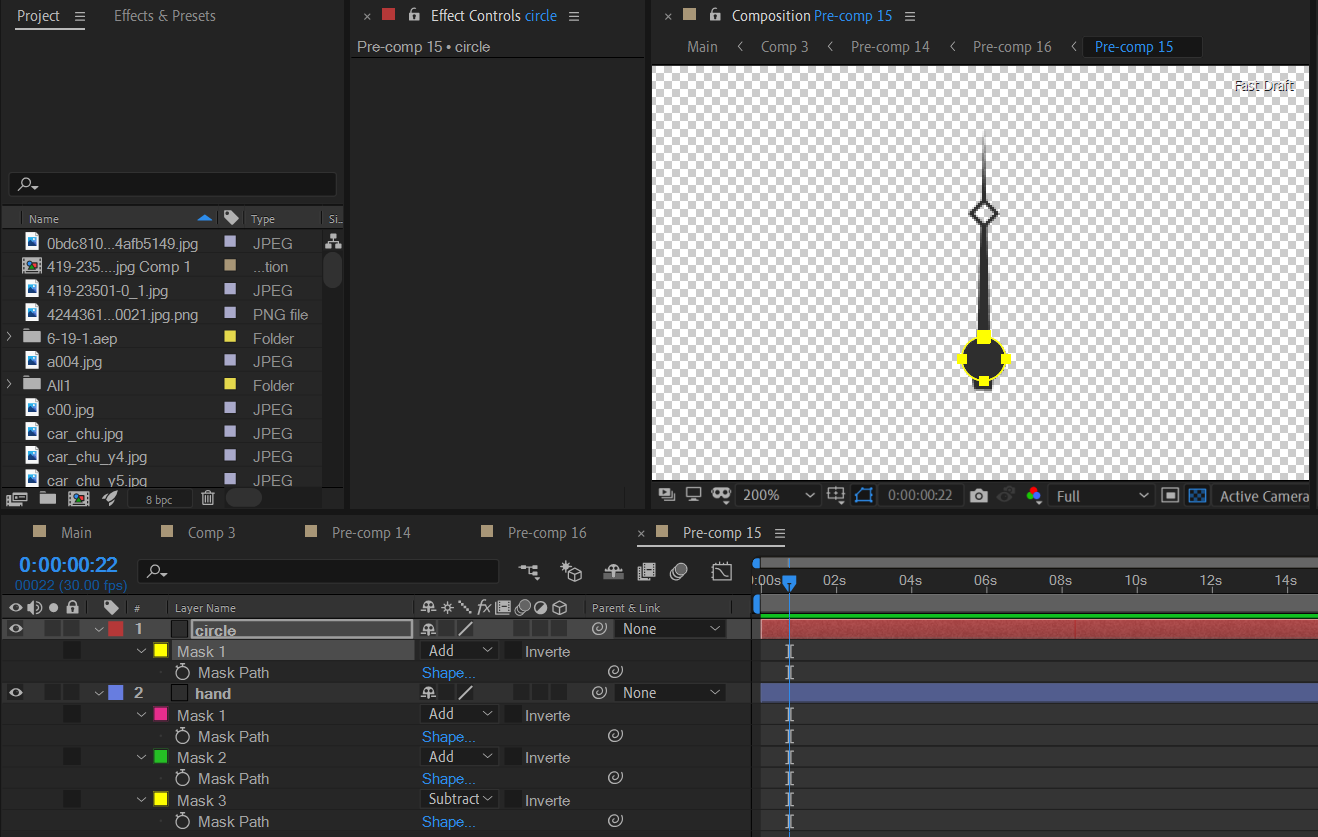 Project
Effects & Presets
Effect Controls circle
Composition Pre-comp 15
Pre-comp 15 • circle
Main
Comp 3
Pre-comp 14
Pre-comp 16
Pre-comp 15
Fast Draft
Name
Type
Si...
0bdc810...4afb5149.jpg JPEG
419-235....jpg Comp 1 ...tion
419-23501-0_1.jpg JPEG
4244361...0021.jpg.png PNG file
6-19-1.aep Folder
a004.jpg JPEG
All1 Folder
c00.jpg JPEG
car_chu.jpg JPEG
car_chu_y4.jpg JPEG
car_chu_y5.jpg JPEG
8 bpc
200%
0:00:00:22
Full
Active Camera
Main
Comp 3
Pre-comp 14
Pre-comp 16
Pre-comp 15
0:00:00:22
00022 (30.00 fps)
:00s 02s 04s 06s 08s 10s 12s 14s
# Layer Name fx Parent & Link
1 circle None
Mask 1 Add Inverte
Mask Path Shape...
2 hand None
Mask 1 Add Inverte
Mask Path Shape...
Mask 2 Add Inverte
Mask Path Shape...
Mask 3 Subtract Inverte
Mask Path Shape...